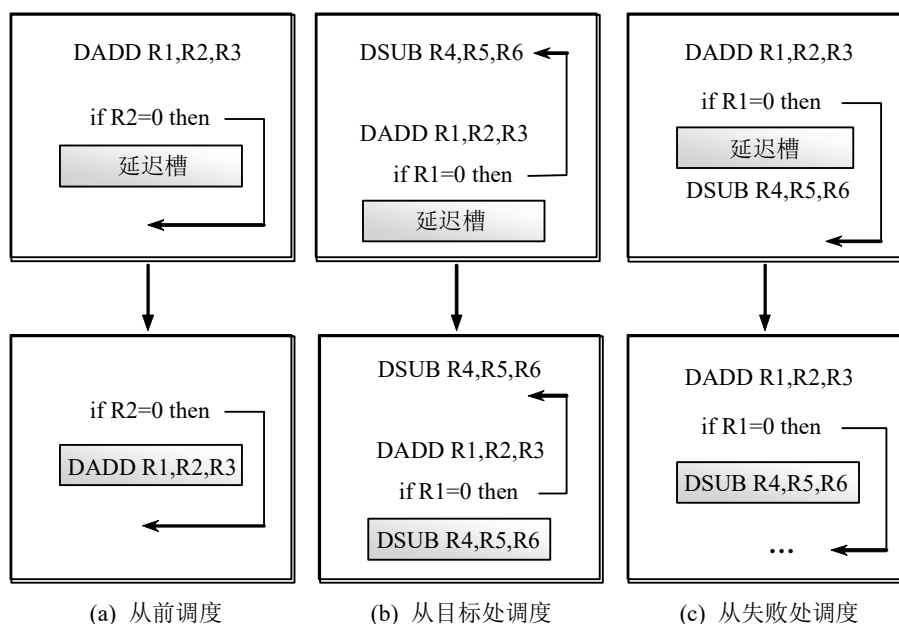 DADD R1,R2,R3
if R2=0 then
延迟槽
DSUB R4,R5,R6
DADD R1,R2,R3
if R1=0 then
延迟槽
DADD R1,R2,R3
if R1=0 then
延迟槽
DSUB R4,R5,R6
if R2=0 then
DADD R1,R2,R3
DSUB R4,R5,R6
DADD R1,R2,R3
if R1=0 then
DSUB R4,R5,R6
DADD R1,R2,R3
if R1=0 then
DSUB R4,R5,R6
...
(a) 从前调度
(b) 从目标处调度
(c) 从失败处调度